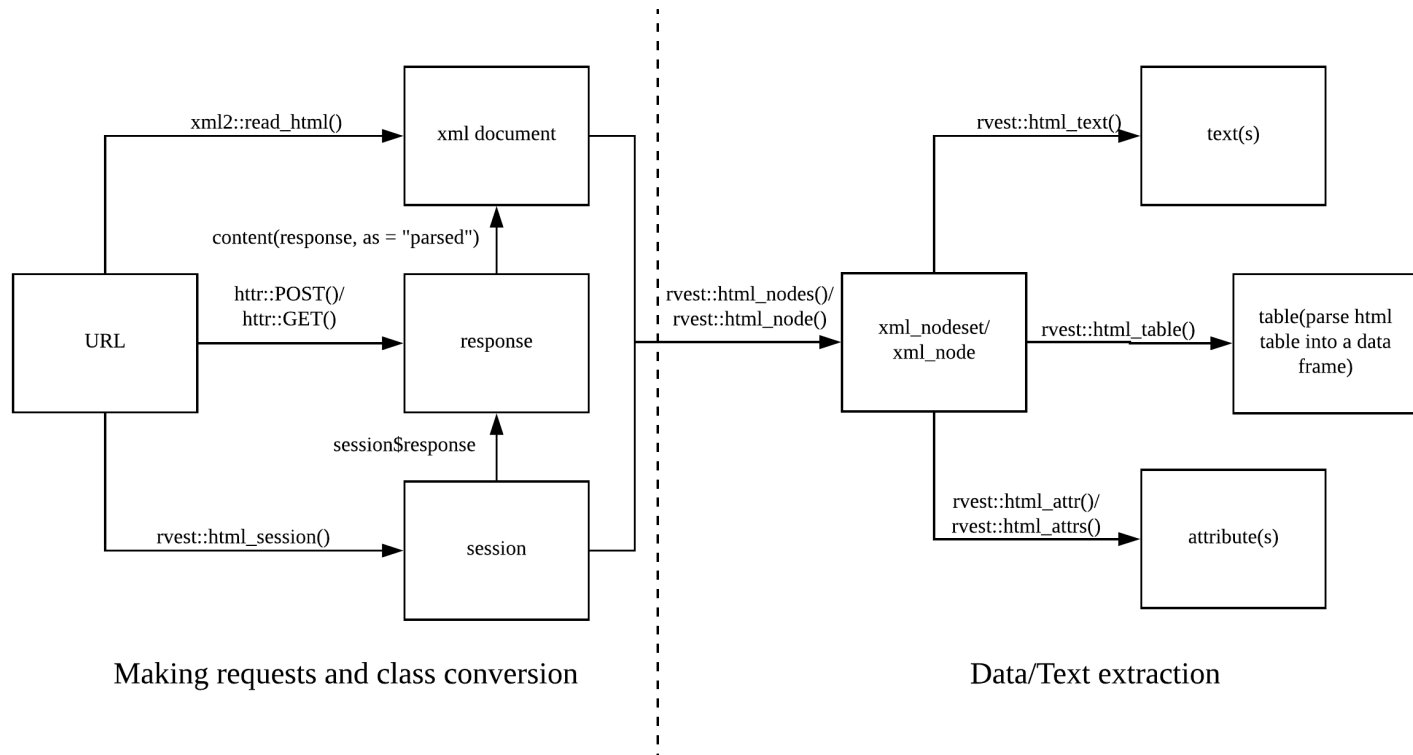 xml2::read_html()
xml document
content(response, as = "parsed")
URL
httr::POST()/
httr::GET()
response
session$response
rvest::html_session()
session
Making requests and class conversion
rvest::html_nodes()/
rvest::html_node()
xml_nodeset/
xml_node
rvest::html_text()
text(s)
rvest::html_table()
table(parse html
table into a data
frame)
rvest::html_attr()/
rvest::html_attrs()
attribute(s)
Data/Text extraction